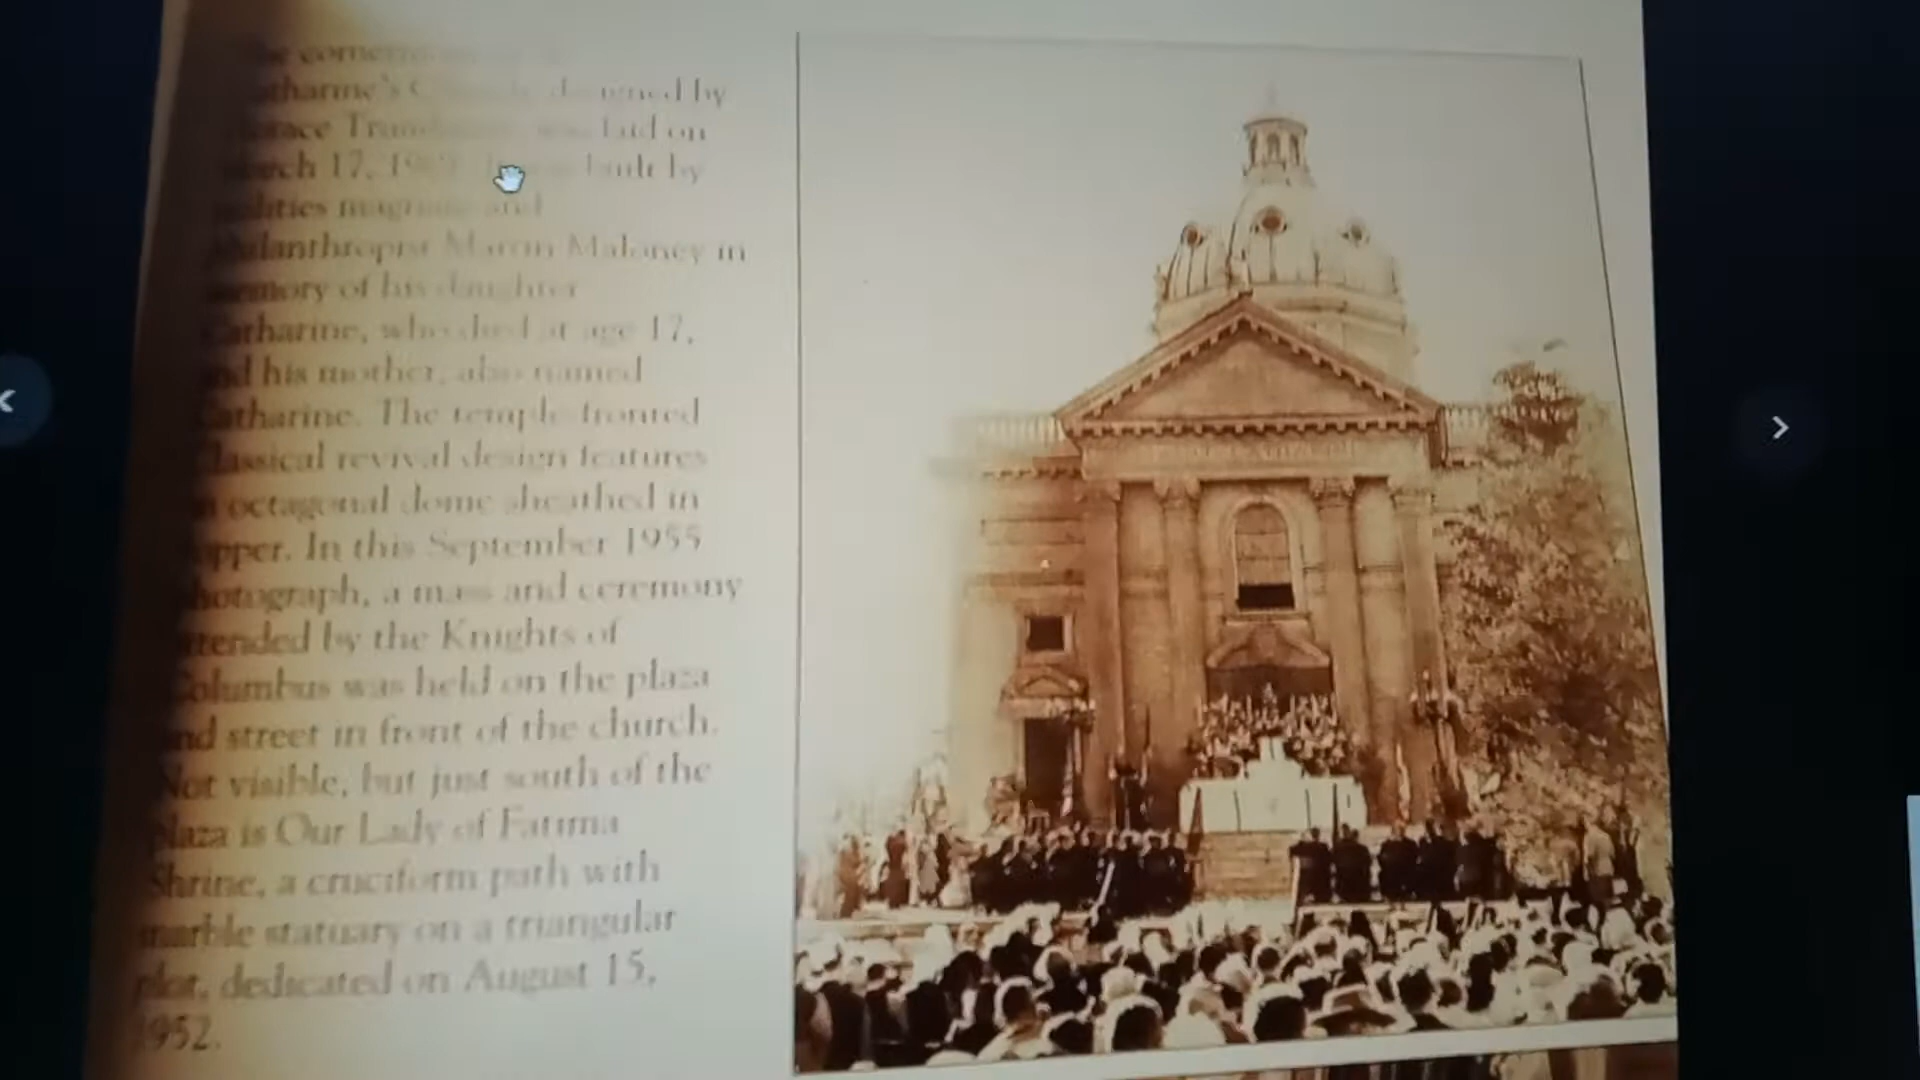 The cornerstone
Catharine's Church, designed by
Horace Trumbauer, was laid on
March 17, It was built by
utilities magnate and
philanthropist Martin Maloney in
memory of his daughter
Catharine, who died at age 17,
and his mother, also named
Catharine. The temple-fronted
Classical revival design features
an octagonal dome sheathed in
copper. In this September 1955
photograph, a mass and ceremony
attended by the Knights of
Columbus was held on the plaza
and street in front of the church.
Not visible, but just south of the
plaza is Our Lady of Fatima
Shrine, a cruciform path with
marble statuary on a triangular
plot, dedicated on August 15,
1952.